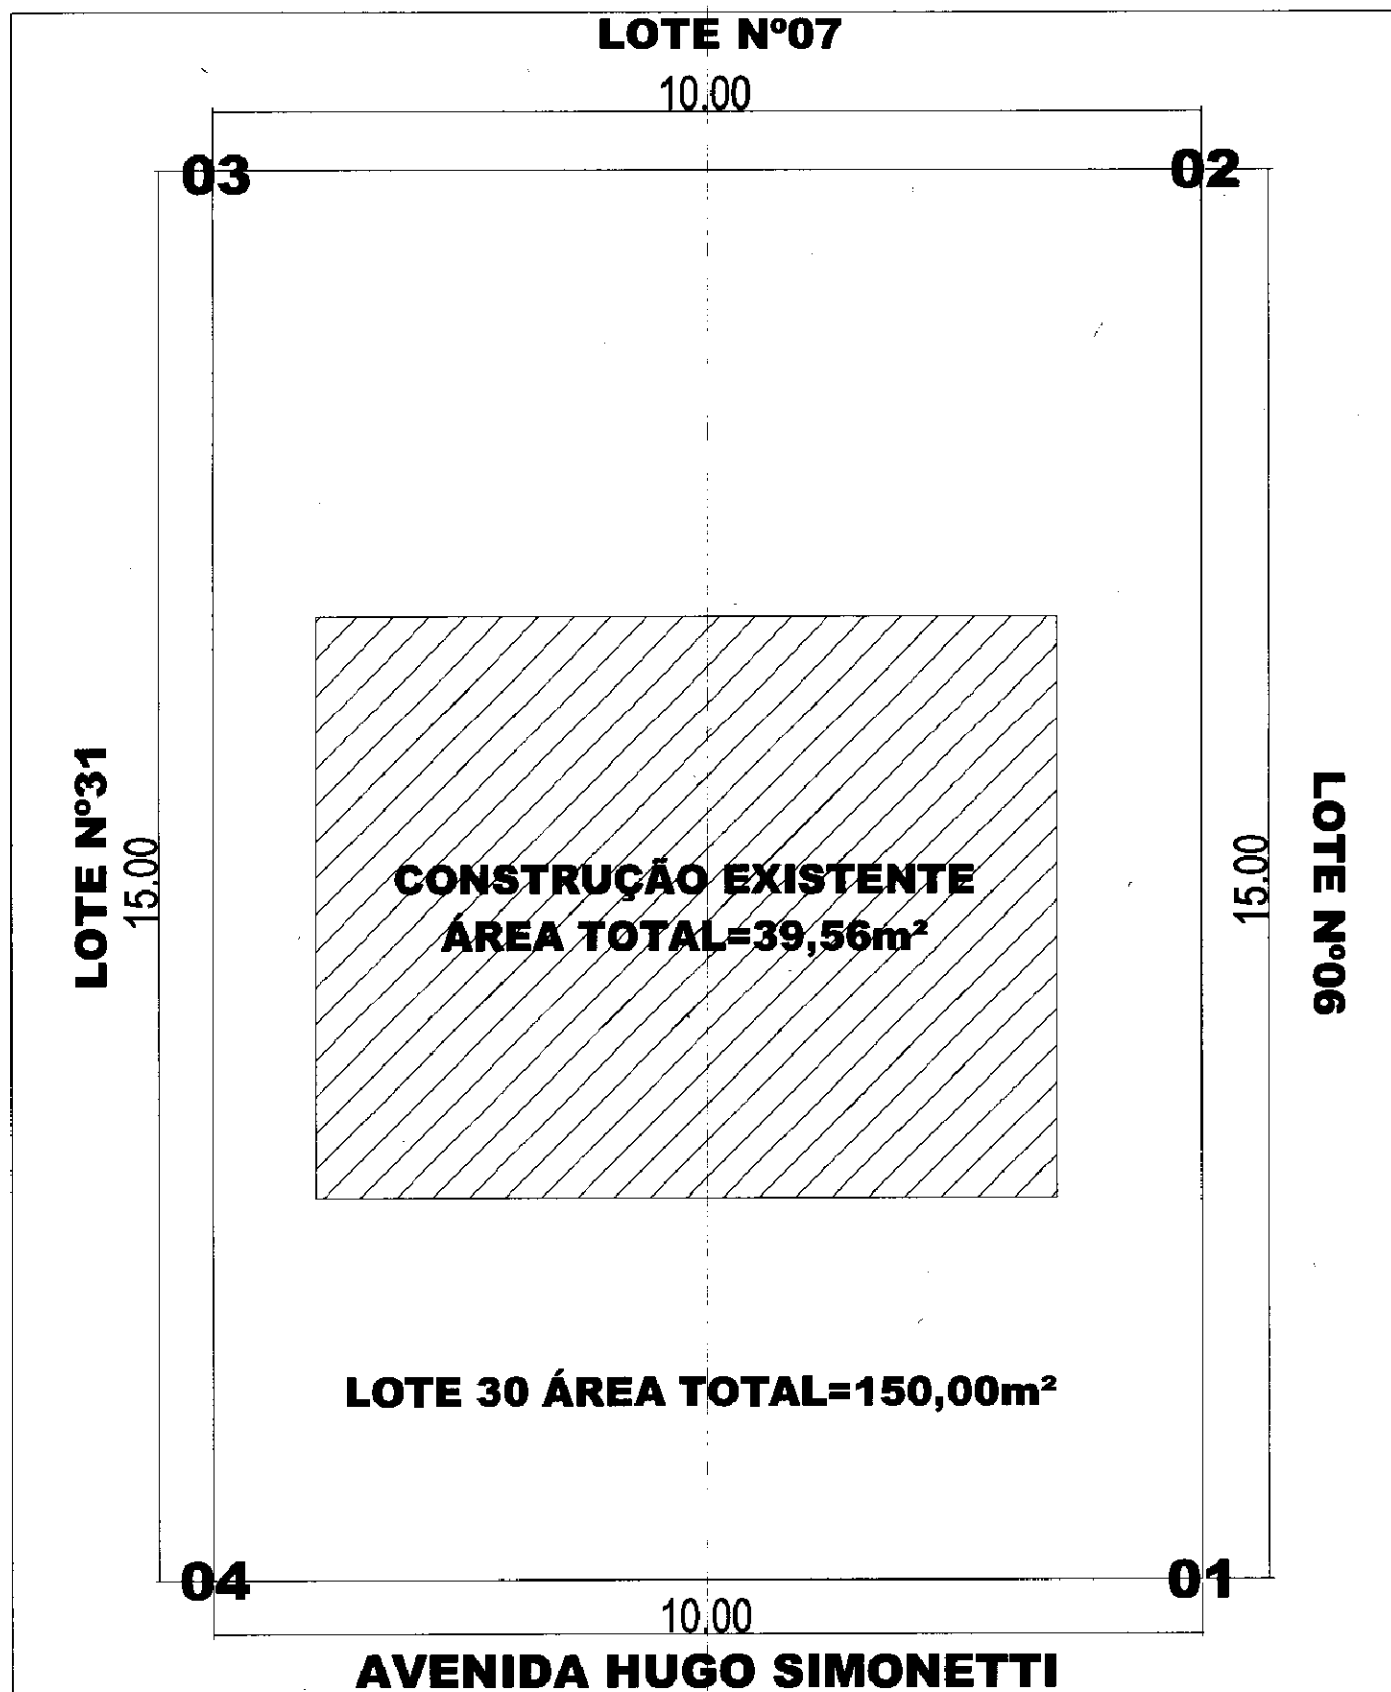 LOTE Nº07
10.00
03
02
LOTE Nº31
15.00
CONSTRUÇÃO EXISTENTE
ÁREA TOTAL=39,56m²
15.00
LOTE Nº06
LOTE 30 ÁREA TOTAL=150,00m²
04
01
10.00
AVENIDA HUGO SIMONETTI